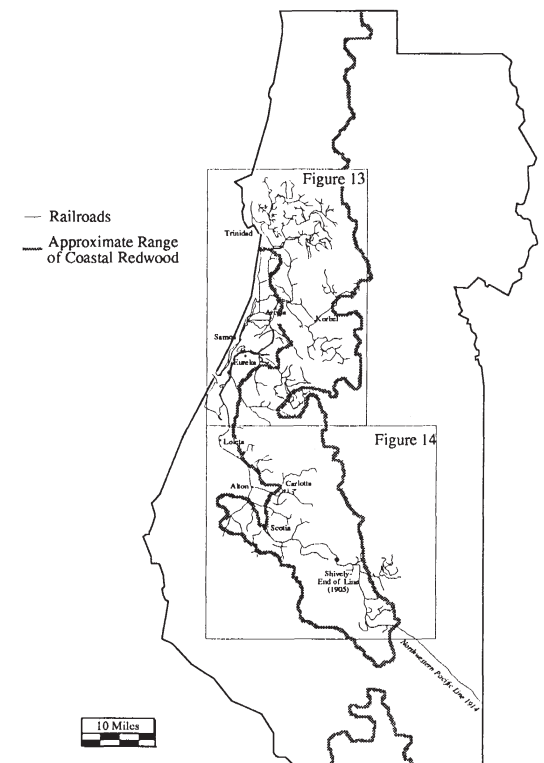 Figure 13
Railroads
Approximate Range
of Coastal Redwood
Trinidad
Arcata
Korbel
Samoa
Eureka
Figure 14
Loleta
Alton
Carlotta
Scotia
Shively-
End of Line
(1905)
Northwestern Pacific Line 1914
10 Miles